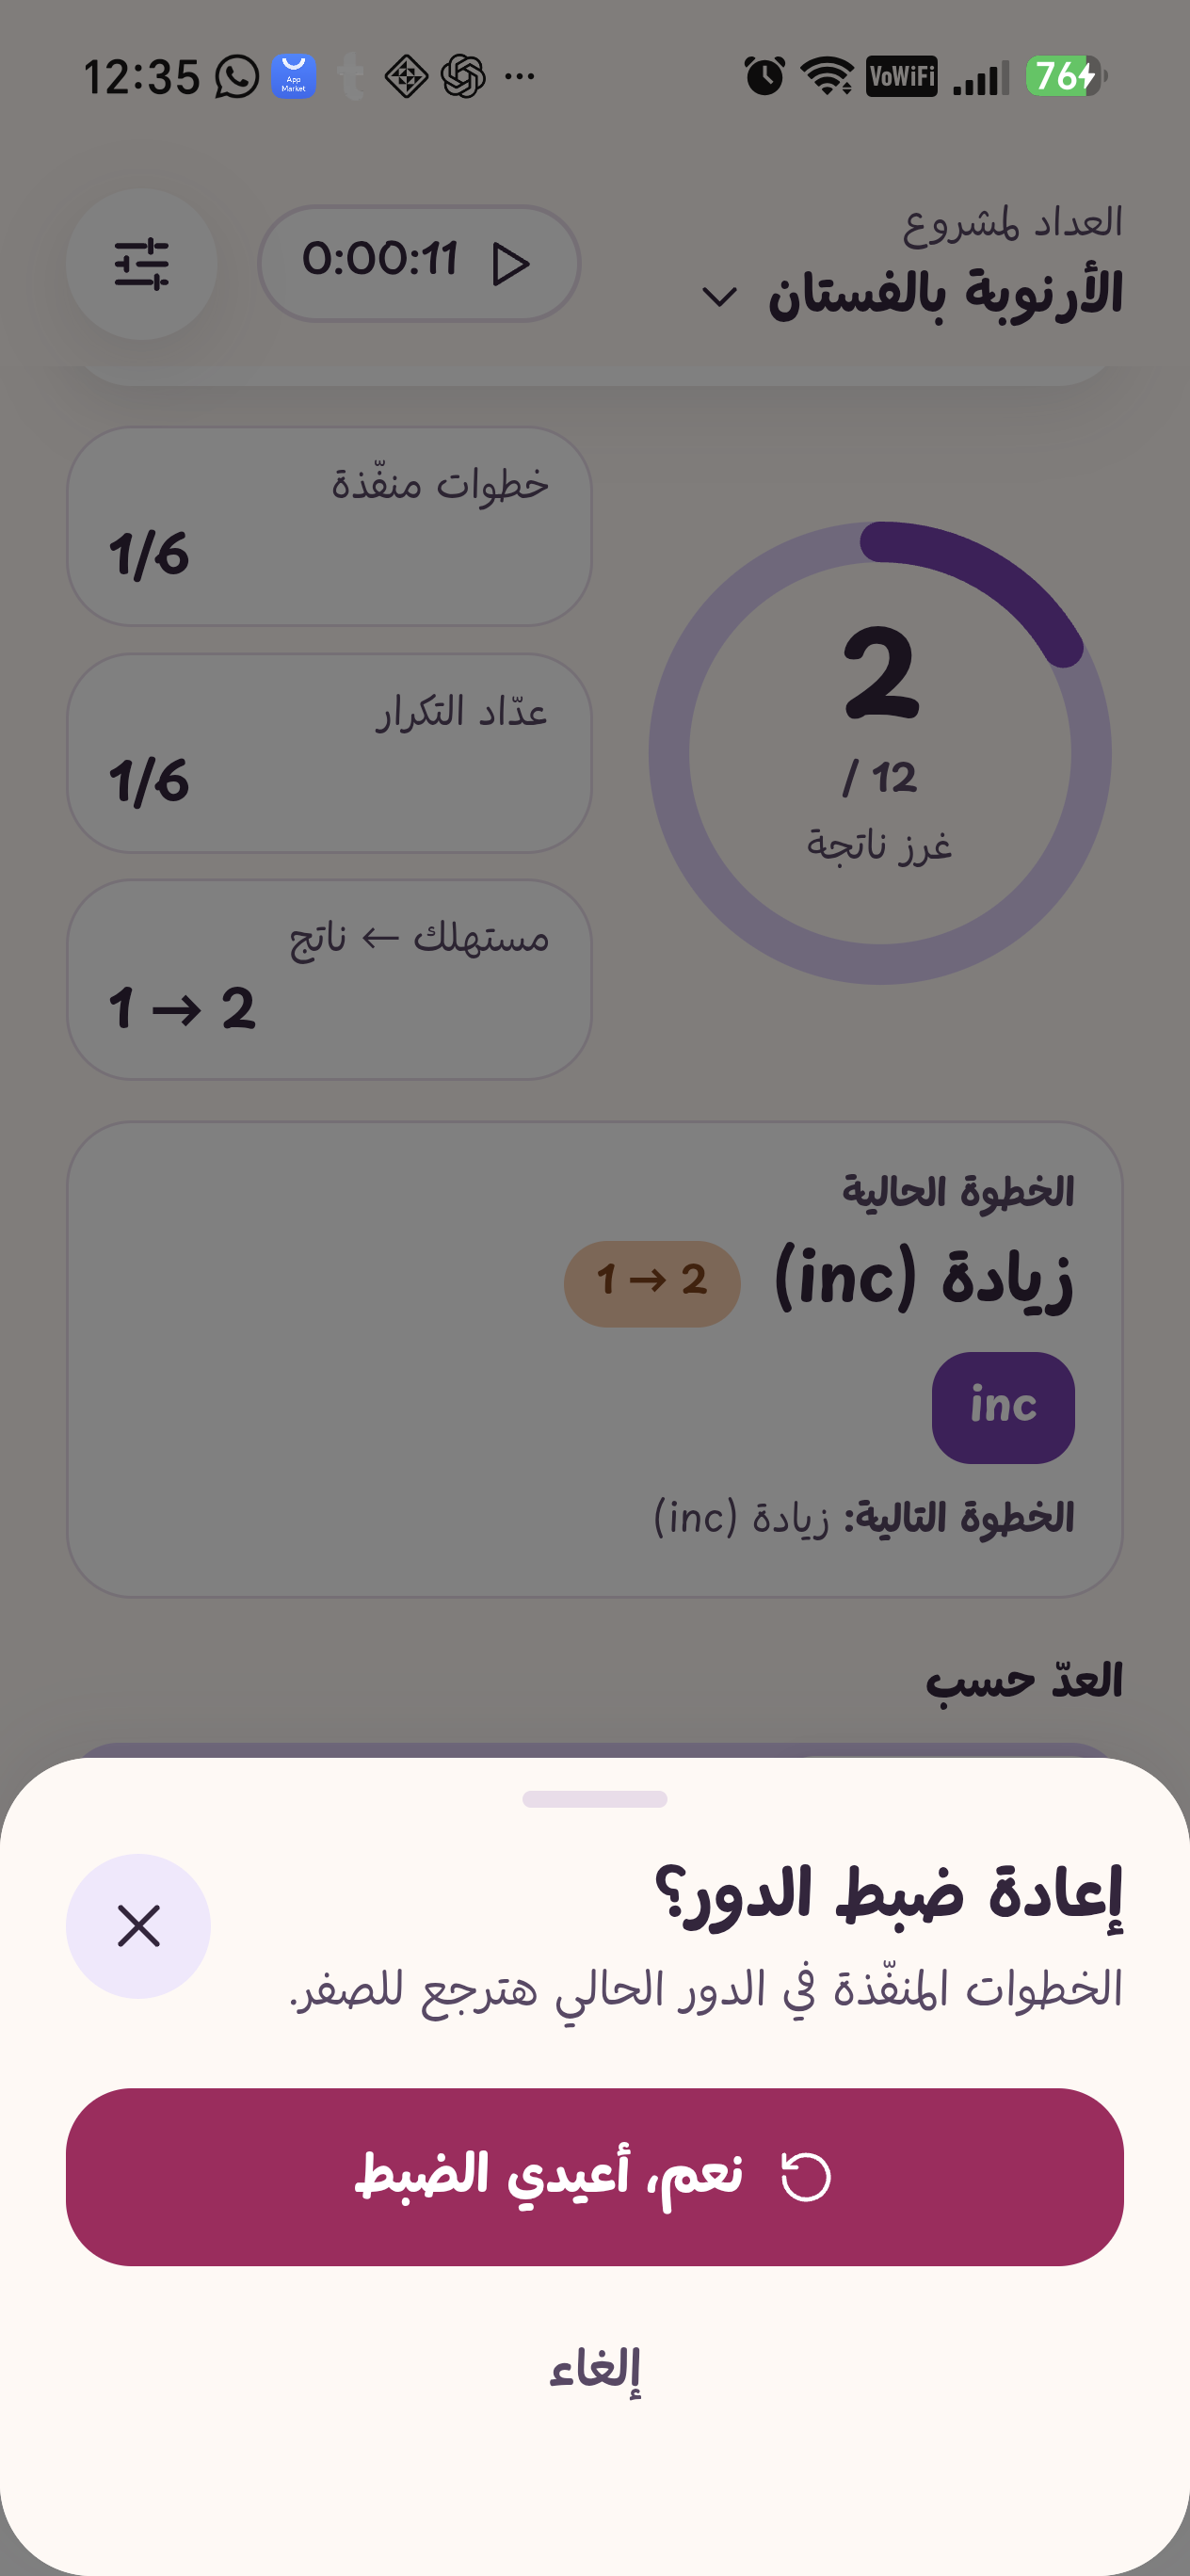 12:35
App
Market
VoWiFi
76
العداد لمشروع
الأرنوبة بالفستان
0:00:11
خطوات منفّذة
1/6
عدّاد التكرار
1/6
مستهلك ← ناتج
1 → 2
2
/ 12
غرز ناتجة
الخطوة الحالية
زيادة (inc)
1 → 2
inc
الخطوة التالية: زيادة (inc)
العدّ حسب
إعادة ضبط الدور؟
الخطوات المنفّذة في الدور الحالي هترجع للصفر.
نعم، أعيدي الضبط
إلغاء